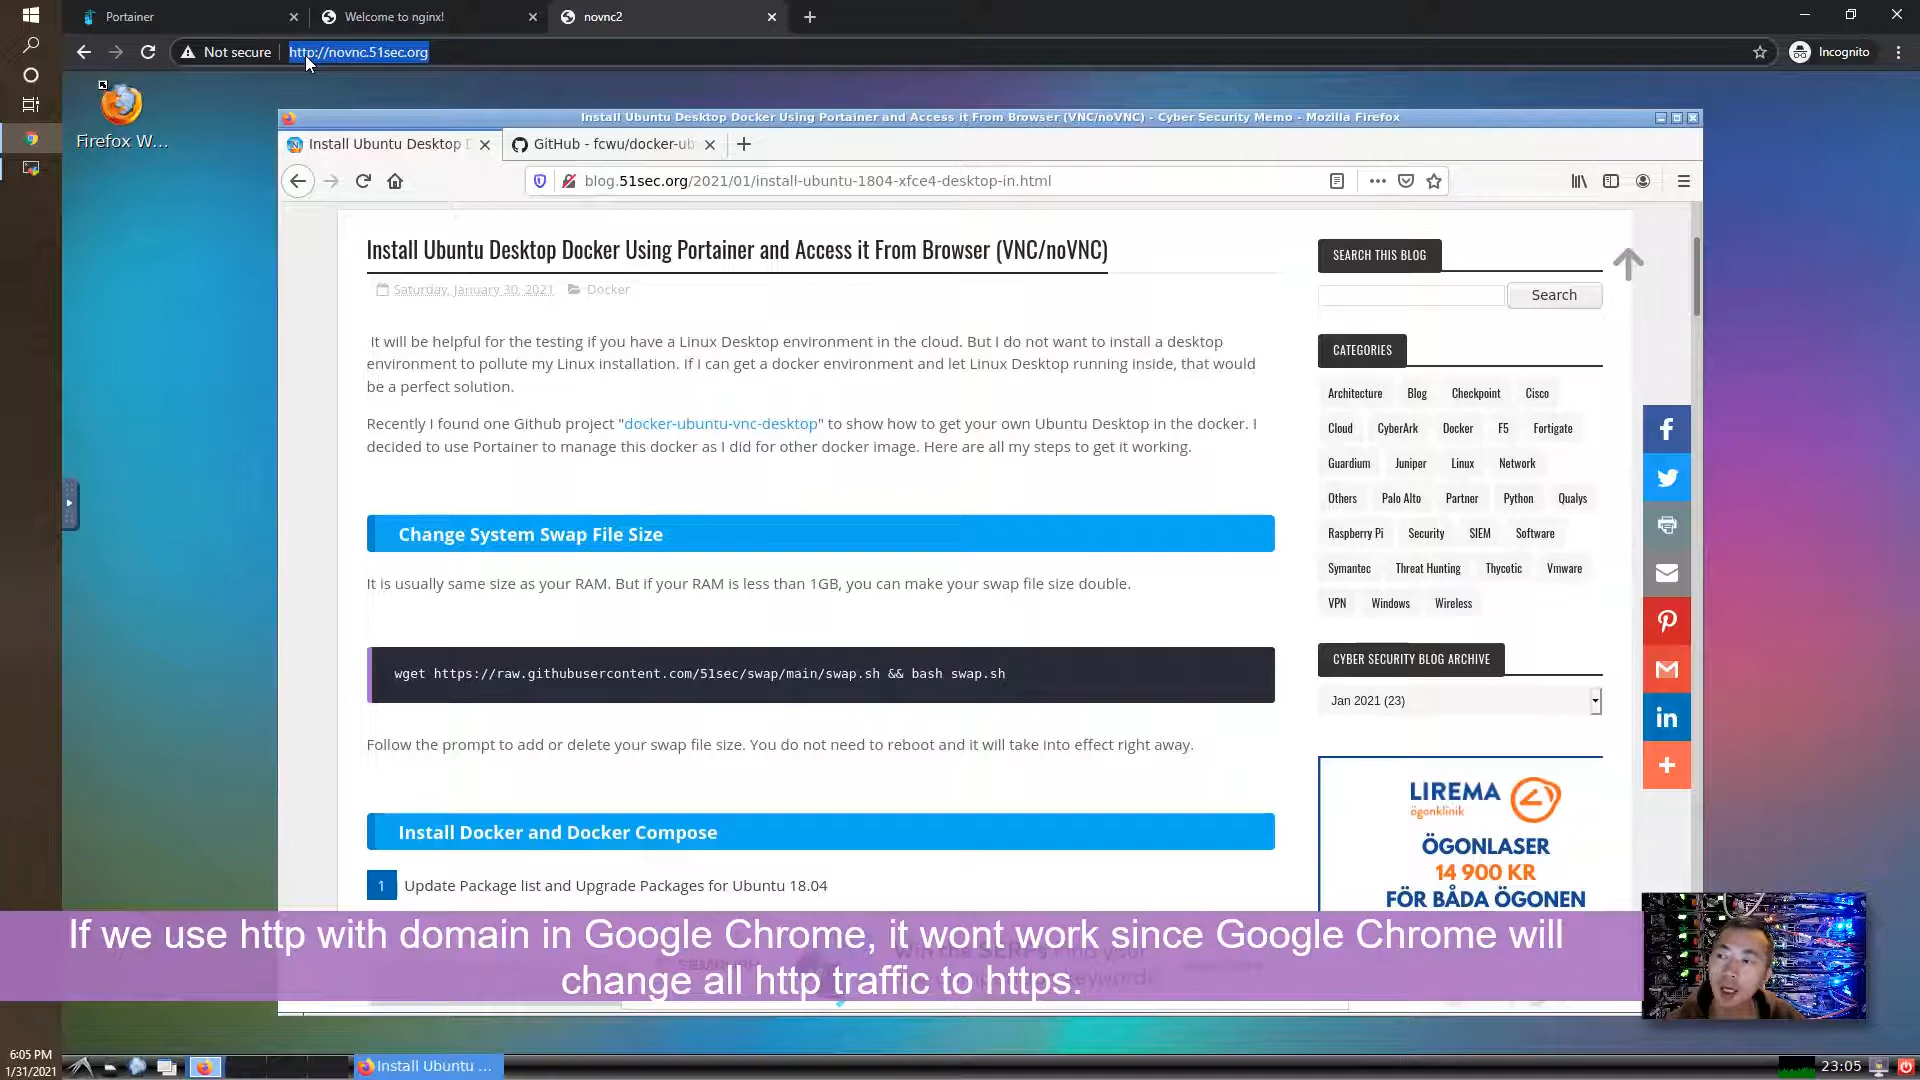 Portainer
Welcome to nginx!
novnc2
Not secure
http://novnc.51sec.org
Incognito
Firefox W...
Install Ubuntu Desktop Docker Using Portainer and Access it From Browser (VNC/noVNC) - Cyber Security Memo - Mozilla Firefox
Install Ubuntu Desktop D
GitHub - fcwu/docker-ub
blog.51sec.org/2021/01/install-ubuntu-1804-xfce4-desktop-in.html
Install Ubuntu Desktop Docker Using Portainer and Access it From Browser (VNC/noVNC)
Saturday, January 30, 2021
Docker
It will be helpful for the testing if you have a Linux Desktop environment in the cloud. But I do not want to install a desktop
environment to pollute my Linux installation. If I can get a docker environment and let Linux Desktop running inside, that would
be a perfect solution.
Recently I found one Github project "docker-ubuntu-vnc-desktop" to show how to get your own Ubuntu Desktop in the docker. I
decided to use Portainer to manage this docker as I did for other docker image. Here are all my steps to get it working.
Change System Swap File Size
It is usually same size as your RAM. But if your RAM is less than 1GB, you can make your swap file size double.
wget https://raw.githubusercontent.com/51sec/swap/main/swap.sh && bash swap.sh
Follow the prompt to add or delete your swap file size. You do not need to reboot and it will take into effect right away.
Install Docker and Docker Compose
1 Update Package list and Upgrade Packages for Ubuntu 18.04
SEARCH THIS BLOG
Search
CATEGORIES
Architecture Blog Checkpoint Cisco
Cloud CyberArk Docker F5 Fortigate
Guardium Juniper Linux Network
Others Palo Alto Partner Python Qualys
Raspberry Pi Security SIEM Software
Symantec Threat Hunting Thycotic Vmware
VPN Windows Wireless
CYBER SECURITY BLOG ARCHIVE
Jan 2021 (23)
LIREMA
ögonklinik
ÖGONLASER
14 900 KR
FÖR BÅDA ÖGONEN
If we use http with domain in Google Chrome, it wont work since Google Chrome will
change all http traffic to https.
6:05 PM
1/31/2021
Install Ubuntu ...
23:05